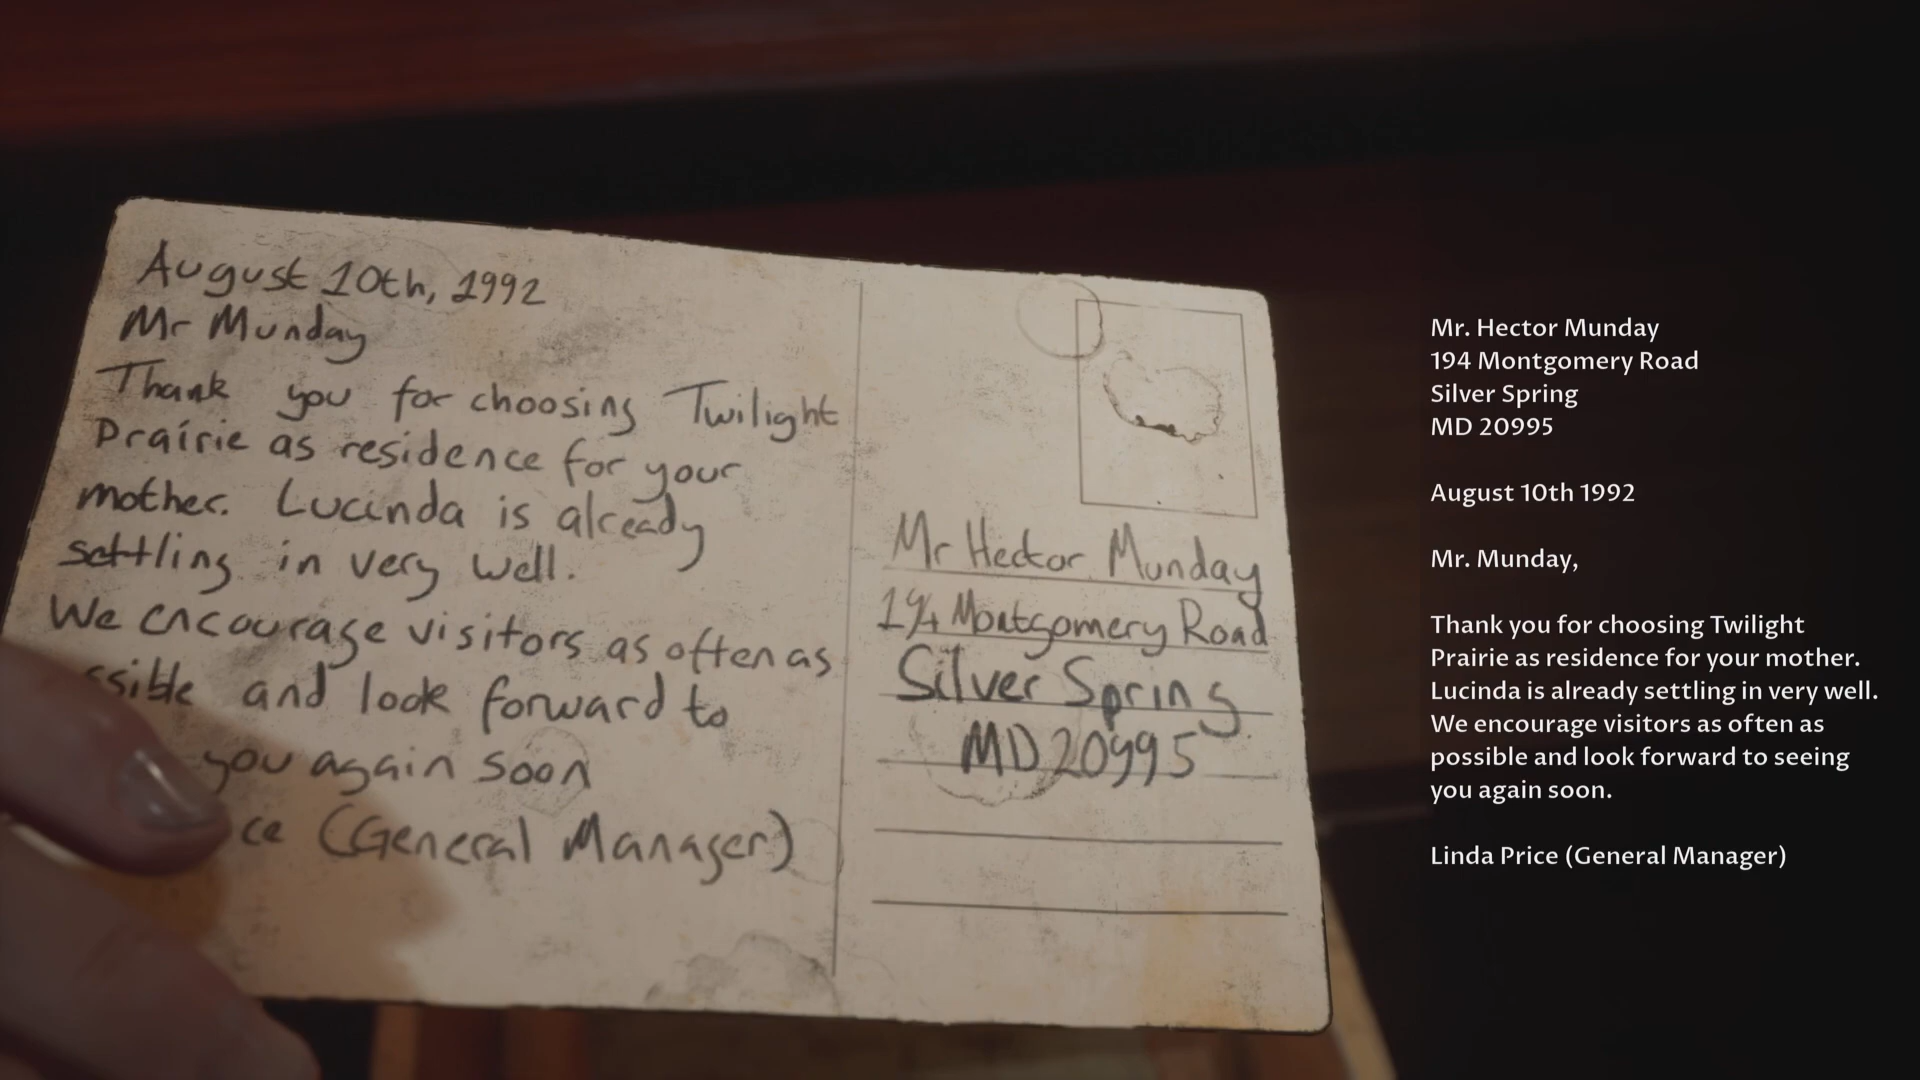 August 10th, 1992
Mr Munday
Thank you for choosing Twilight
Prairie as residence for your
mother. Lucinda is already
settling in very well.
We encourage visitors as often as
ssible and look forward to
you again soon
ce (General Manager)
Mr Hector Munday
194 Montgomery Road
Silver Spring
MD 20995
Mr. Hector Munday
194 Montgomery Road
Silver Spring
MD 20995
August 10th 1992
Mr. Munday,
Thank you for choosing Twilight
Prairie as residence for your mother.
Lucinda is already settling in very well.
We encourage visitors as often as
possible and look forward to seeing
you again soon.
Linda Price (General Manager)